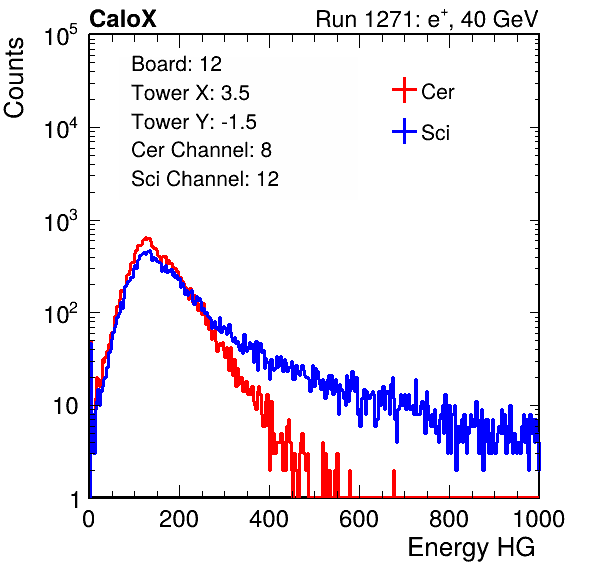 CaloX Run 1271: e⁺, 40 GeV
Counts
Board: 12
Tower X: 3.5
Tower Y: -1.5
Cer Channel: 8
Sci Channel: 12
Cer
Sci
10⁵
10⁴
10³
10²
10
1
0 200 400 600 800 1000
Energy HG